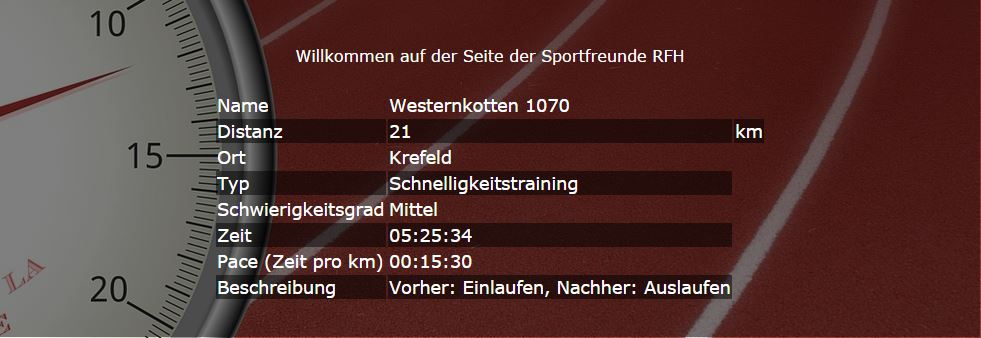 Willkommen auf der Seite der Sportfreunde RFH
Name Westernkotten 1070
Distanz 21 km
Ort Krefeld
Typ Schnelligkeitstraining
Schwierigkeitsgrad Mittel
Zeit 05:25:34
Pace (Zeit pro km) 00:15:30
Beschreibung Vorher: Einlaufen, Nachher: Auslaufen
10
15
20
LA
E